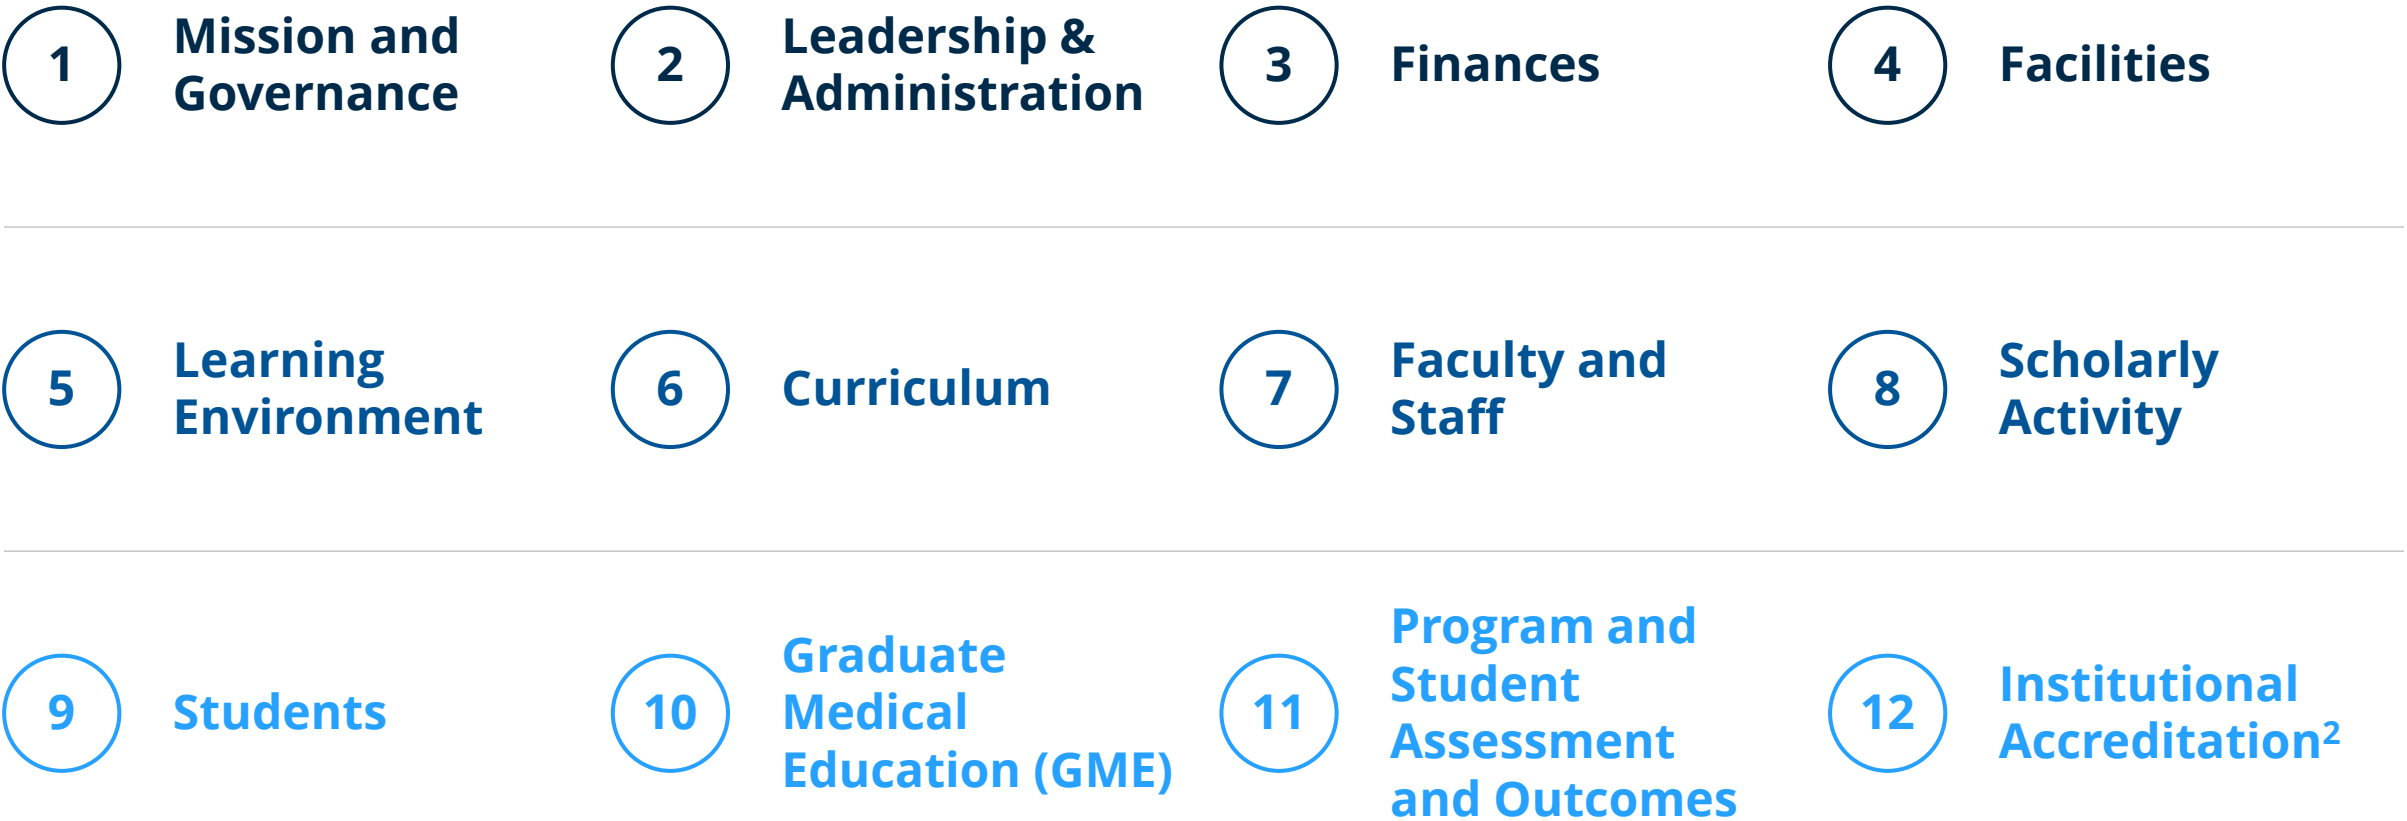 1
Mission and
Governance
2
Leadership &
Administration
3
Finances
4
Facilities
5
Learning
Environment
6
Curriculum
7
Faculty and
Staff
8
Scholarly
Activity
9
Students
10
Graduate
Medical
Education (GME)
11
Program and
Student
Assessment
and Outcomes
12
Institutional
Accreditation²